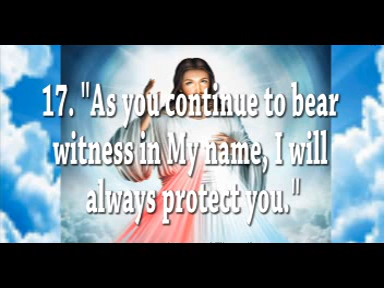 17. "As you continue to bear
witness in My name, I will
always protect you."